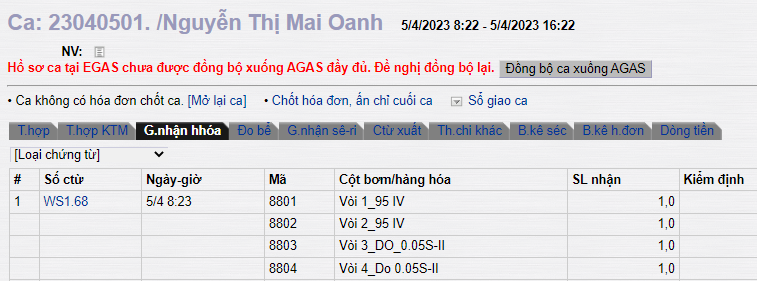 Ca: 23040501. /Nguyễn Thị Mai Oanh 5/4/2023 8:22 - 5/4/2023 16:22
NV:
Hồ sơ ca tại EGAS chưa được đồng bộ xuống AGAS đầy đủ. Đề nghị đồng bộ lại. Đồng bộ ca xuống AGAS
• Ca không có hóa đơn chốt ca. [Mở lại ca] • Chốt hóa đơn, ấn chỉ cuối ca Sổ giao ca
T.hợp T.hợp KTM G.nhận hhóa Đo bể G.nhận sê-ri Ctừ xuất Th.chi khác B.kê séc B.kê h.đơn Dòng tiền
[Loại chứng từ]
# Số ctừ Ngày-giờ Mã Cột bơm/hàng hóa SL nhận Kiểm định
1 WS1.68 5/4 8:23 8801 Vòi 1_95 IV 1,0
8802 Vòi 2_95 IV 1,0
8803 Vòi 3_DO_0.05S-II 1,0
8804 Vòi 4_Do 0.05S-II 1,0